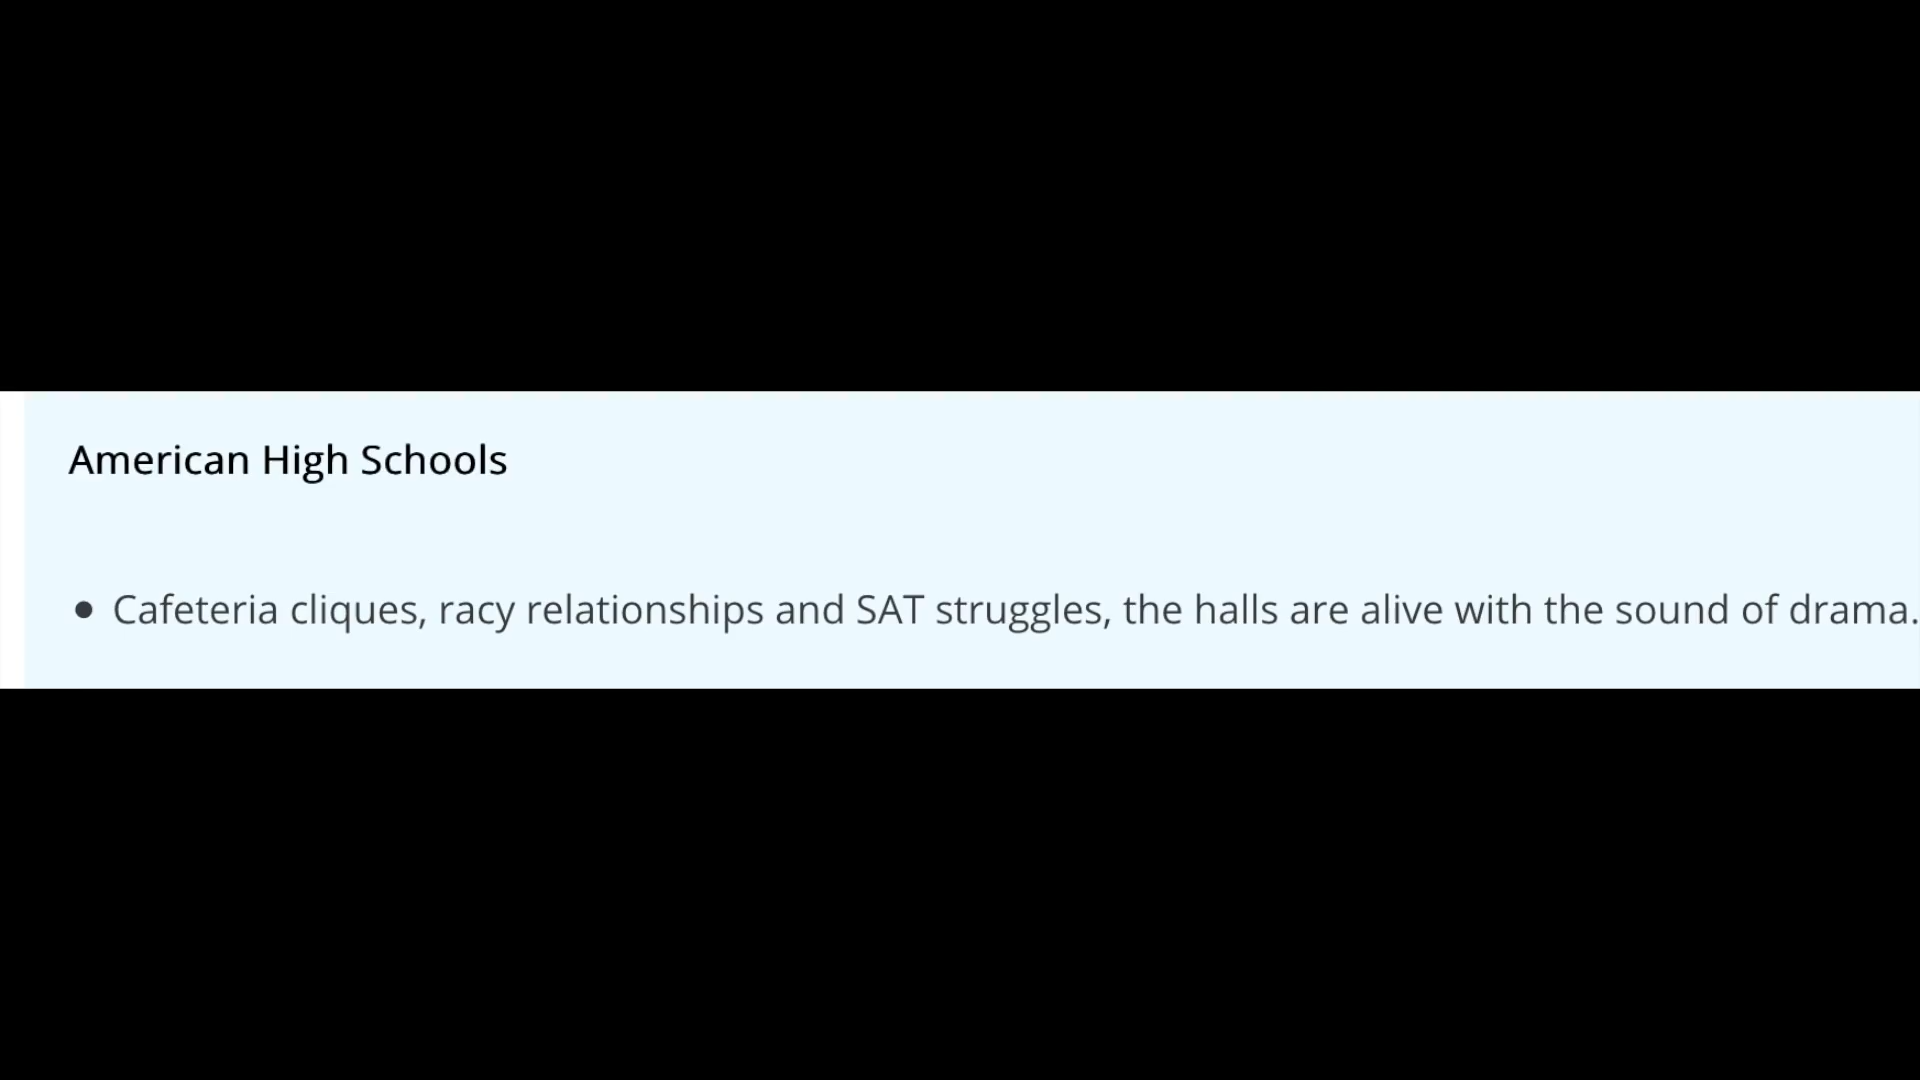 American High Schools
● Cafeteria cliques, racy relationships and SAT struggles, the halls are alive with the sound of drama.